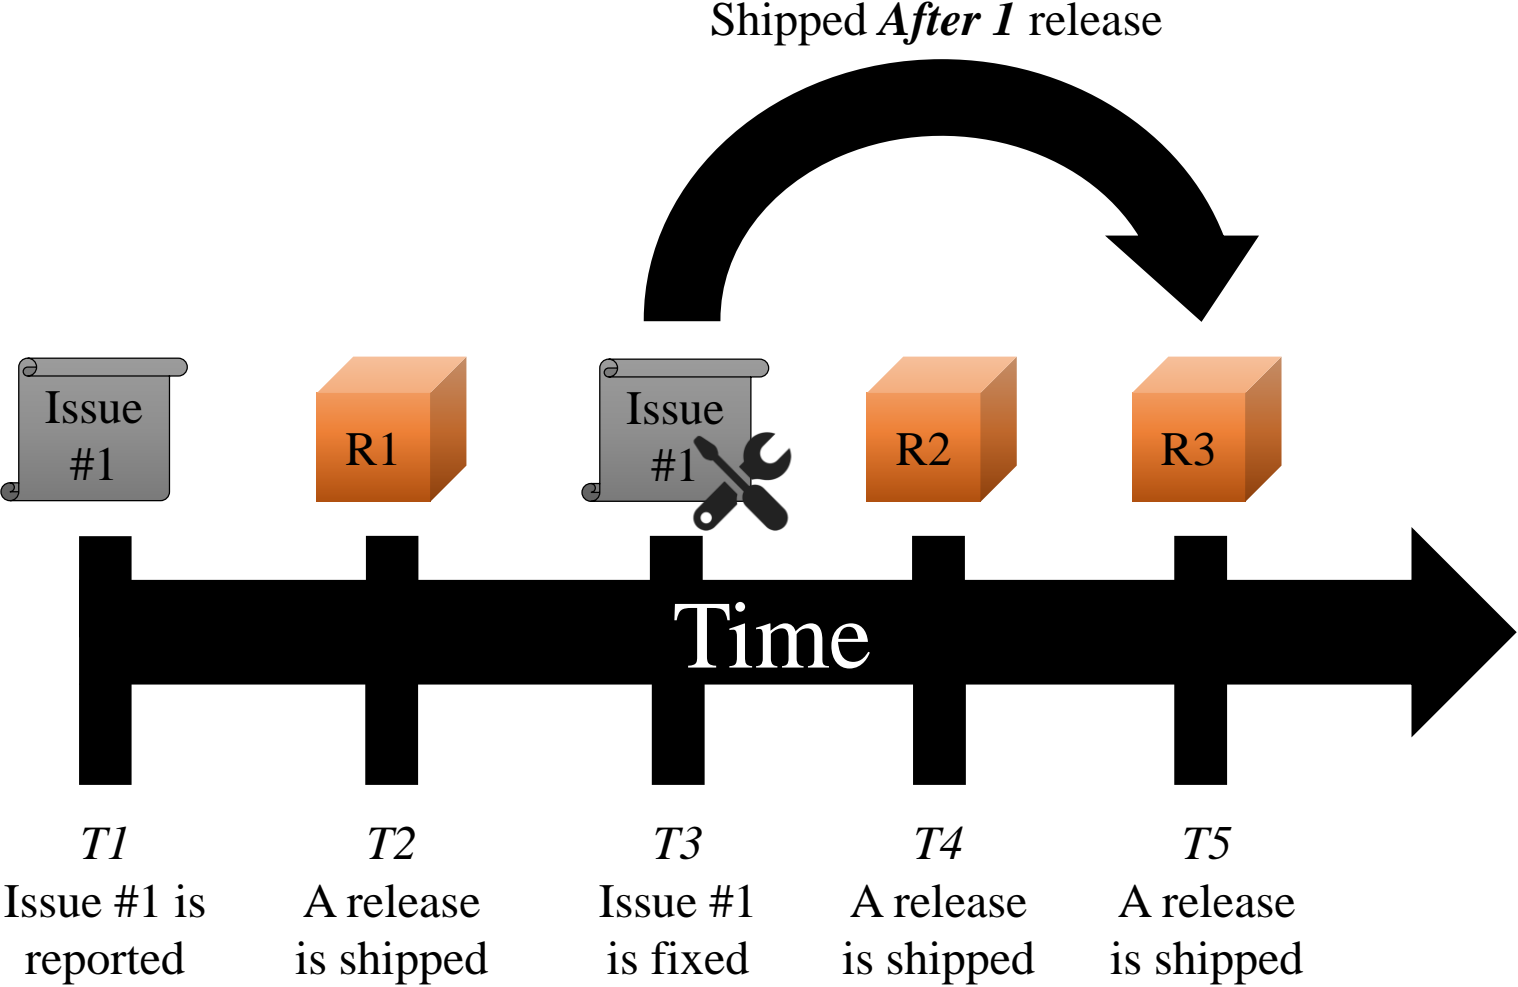 Shipped After 1 release
Issue
#1
R1
Issue
#1
R2
R3
Time
T1
Issue #1 is
reported
T2
A release
is shipped
T3
Issue #1
is fixed
T4
A release
is shipped
T5
A release
is shipped